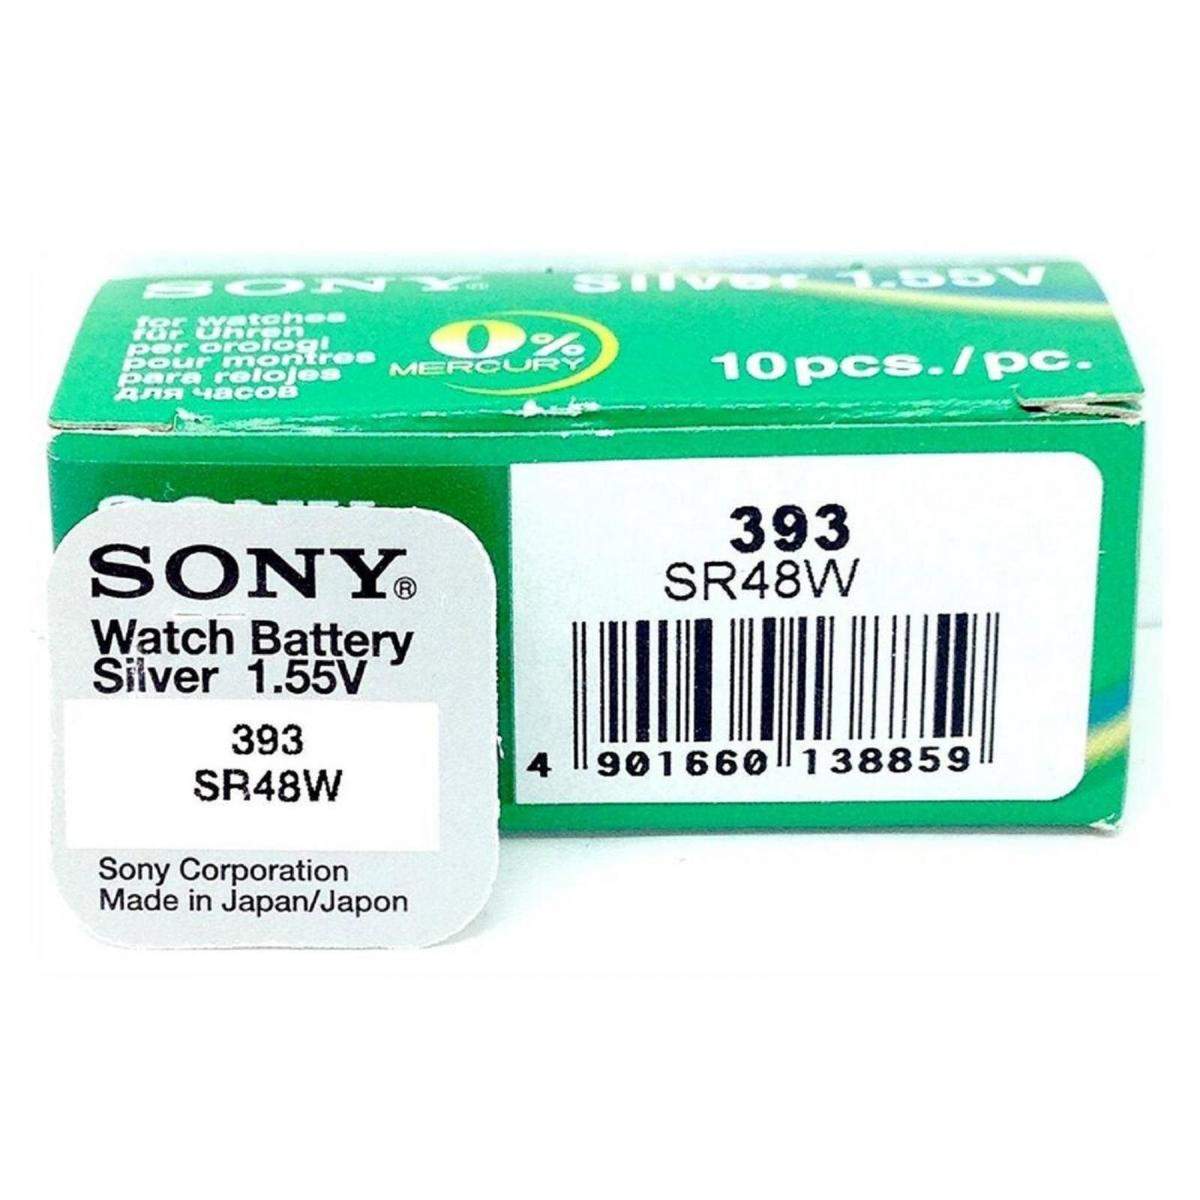 SONY®
Silver 1.55V
for watches
für Uhren
per orologi
pour montres
para relojes
для часов
0%
MERCURY
10pcs./pc.
SONY
393
SR48W
4 901660 138859
SONY®
Watch Battery
Silver 1.55V
393
SR48W
Sony Corporation
Made in Japan/Japon